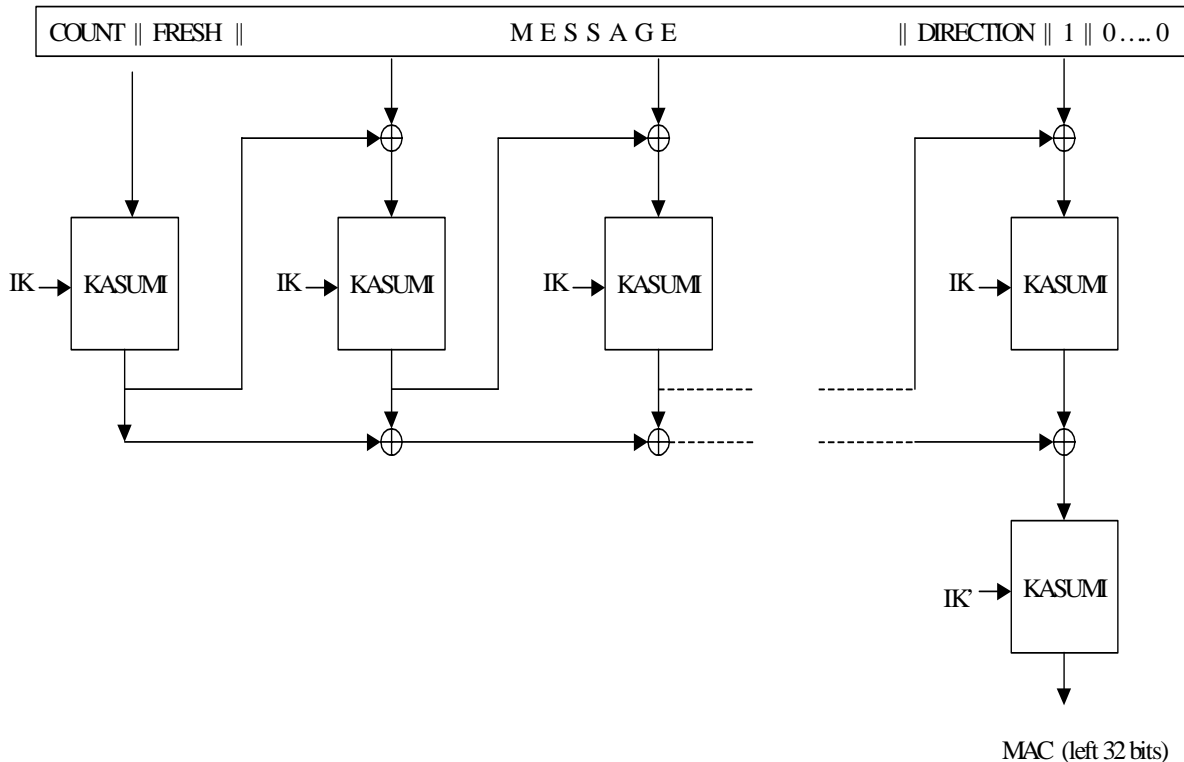 COUNT || FRESH || M E S S A G E || DIRECTION || 1 || 0.....0
IK KASUMI IK KASUMI IK KASUMI IK KASUMI
IK' KASUMI
MAC (left 32 bits)